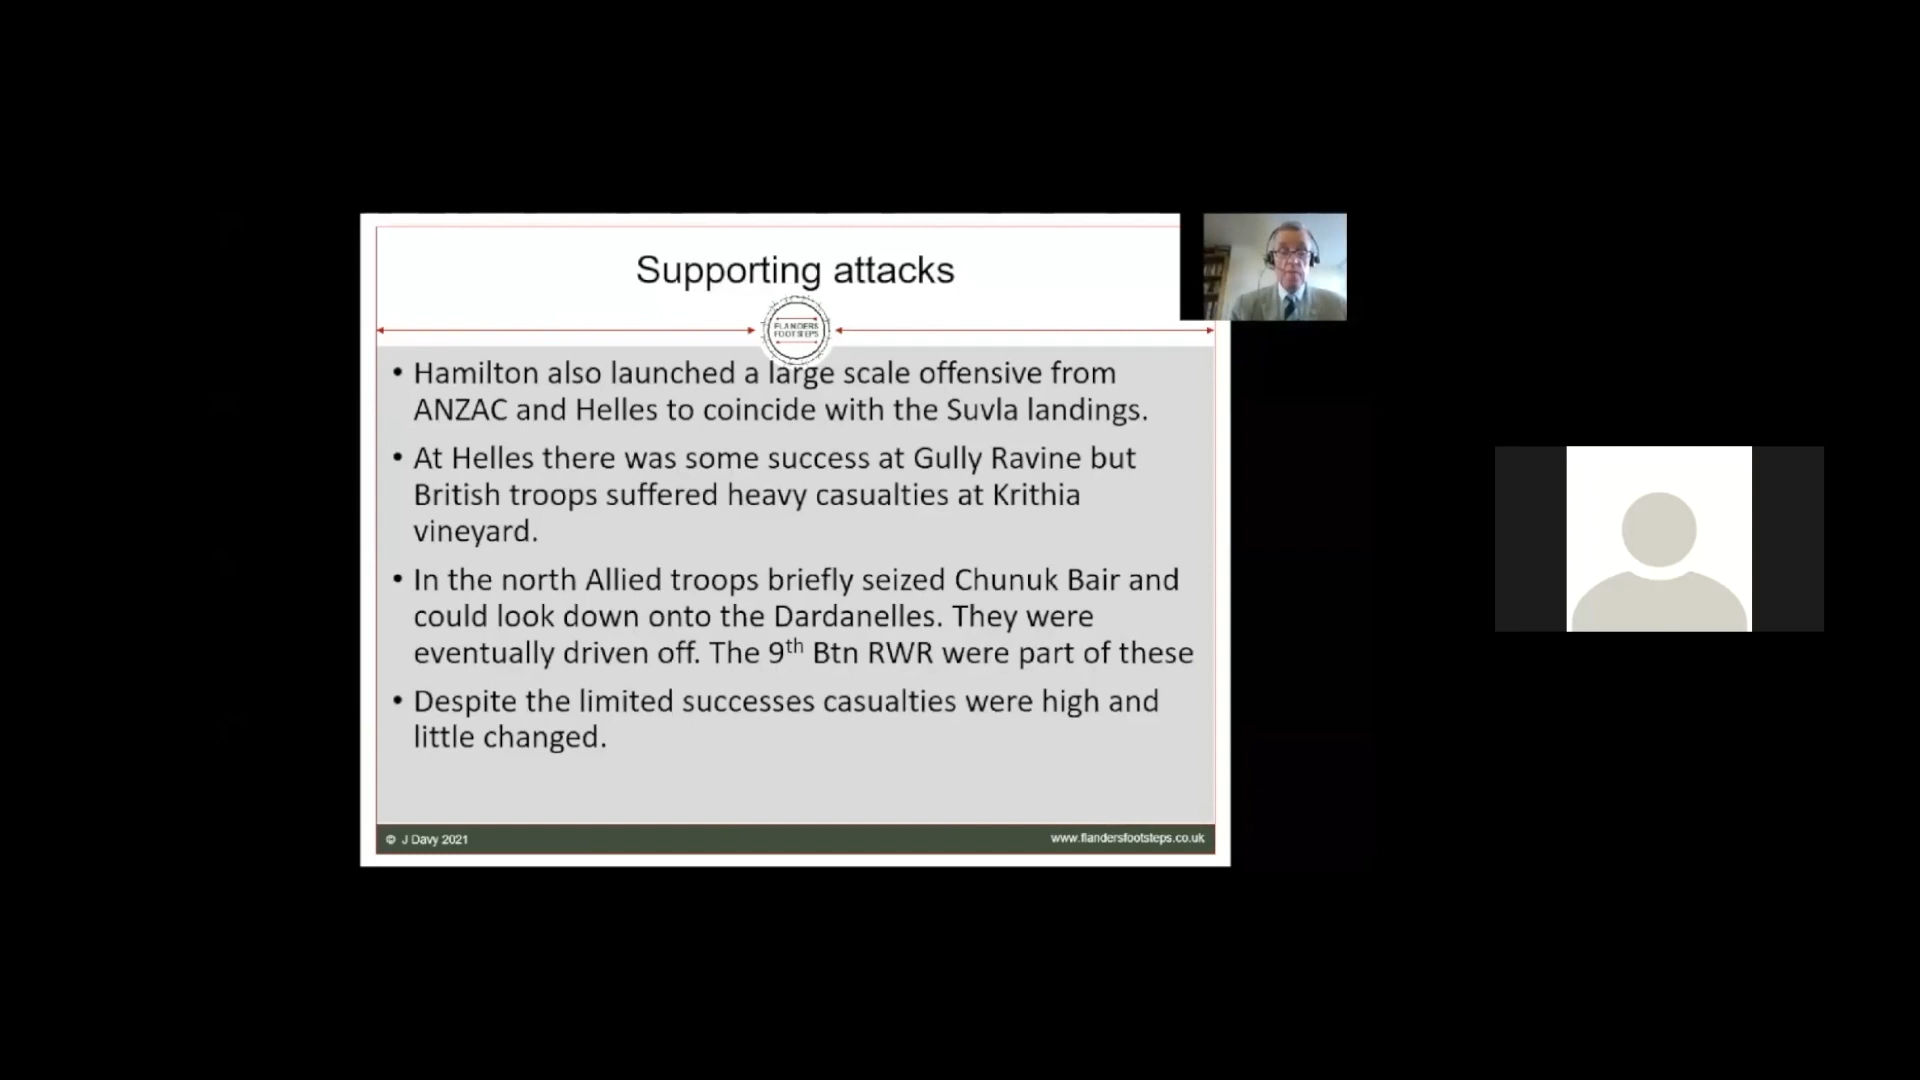 Supporting attacks
FLANDERS
FOOTSTEPS
• Hamilton also launched a large scale offensive from
ANZAC and Helles to coincide with the Suvla landings.
• At Helles there was some success at Gully Ravine but
British troops suffered heavy casualties at Krithia
vineyard.
• In the north Allied troops briefly seized Chunuk Bair and
could look down onto the Dardanelles. They were
eventually driven off. The 9th Btn RWR were part of these
• Despite the limited successes casualties were high and
little changed.
© J Davy 2021
www.flandersfootsteps.co.uk